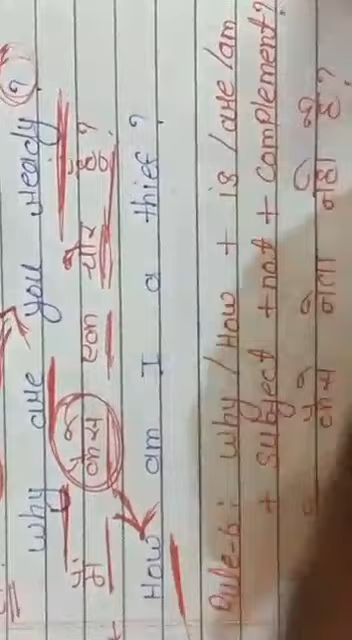 why are you ready ?
मैं कैसे एक चोर हूँ ?
How am I a thief ?
Rule-6: why / How + is / are / am
+ subject + not + complement ?
कैसे नेता नहीं है ?